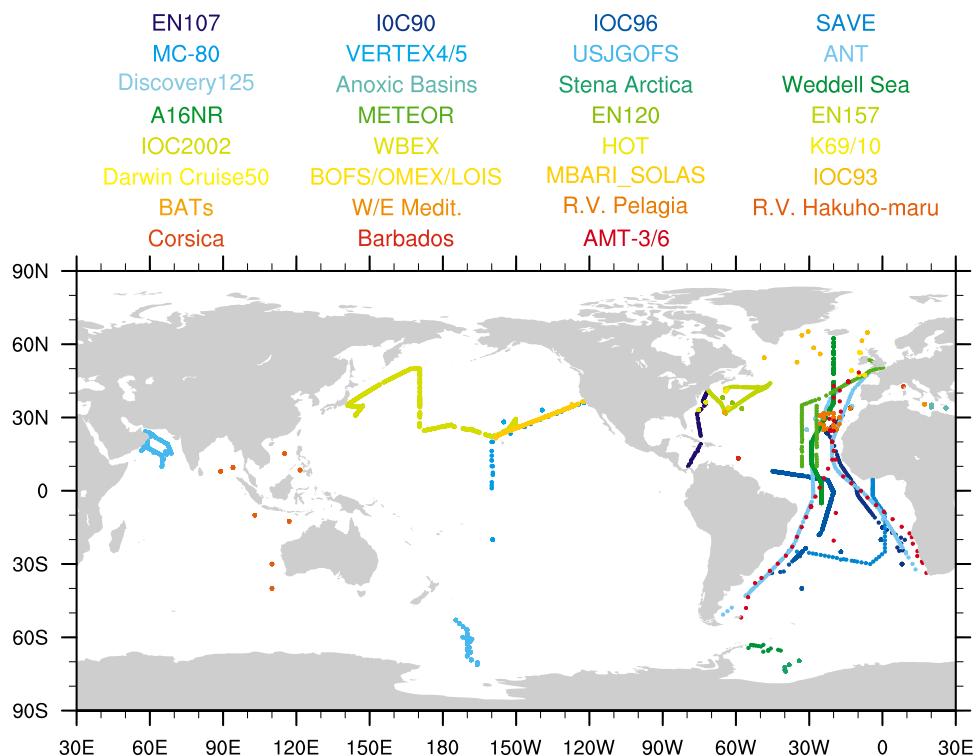 EN107 I0C90 IOC96 SAVE
MC-80 VERTEX4/5 USJGOFS ANT
Discovery125 Anoxic Basins Stena Arctica Weddell Sea
A16NR METEOR EN120 EN157
IOC2002 WBEX HOT K69/10
Darwin Cruise50 BOFS/OMEX/LOIS MBARI_SOLAS IOC93
BATs W/E Medit. R.V. Pelagia R.V. Hakuho-maru
Corsica Barbados AMT-3/6
90N
60N
30N
0
30S
60S
90S
30E 60E 90E 120E 150E 180 150W 120W 90W 60W 30W 0 30E